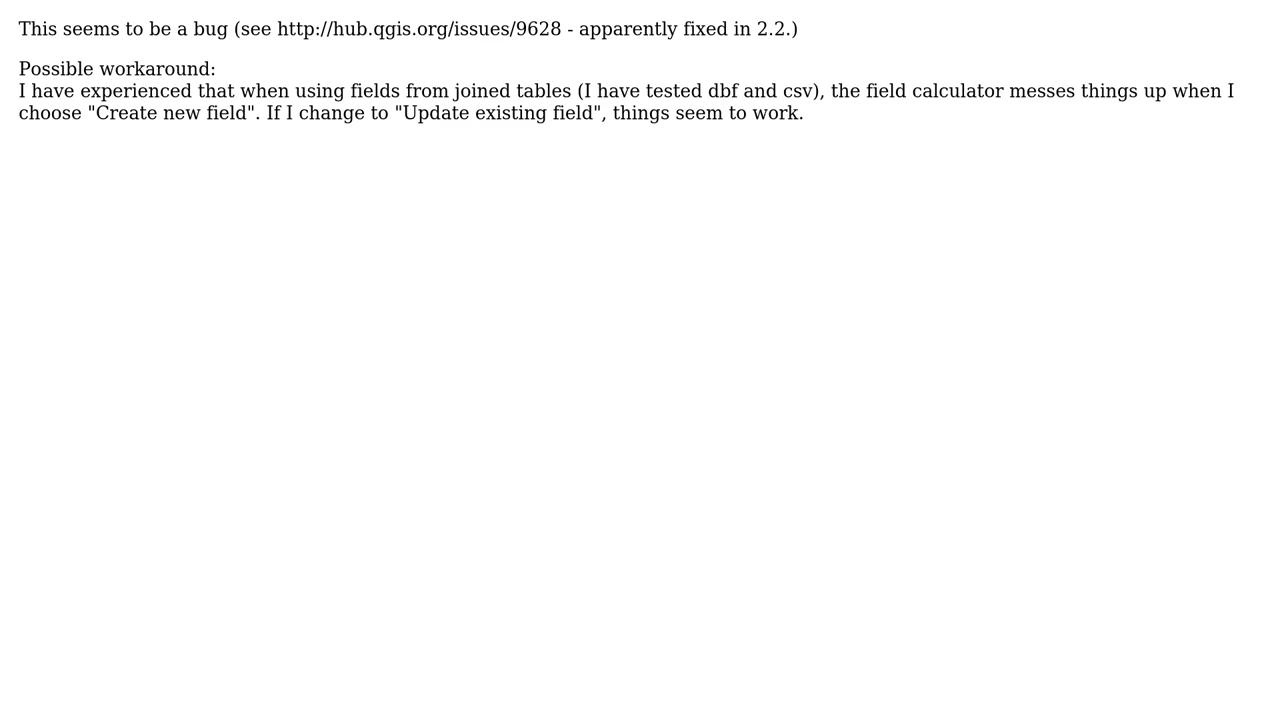 This seems to be a bug (see http://hub.qgis.org/issues/9628 - apparently fixed in 2.2.)
Possible workaround:
I have experienced that when using fields from joined tables (I have tested dbf and csv), the field calculator messes things up when I
choose "Create new field". If I change to "Update existing field", things seem to work.